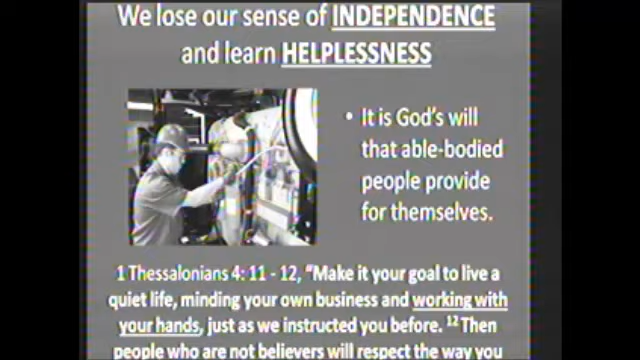 We lose our sense of INDEPENDENCE
and learn HELPLESSNESS
• It is God's will
that able-bodied
people provide
for themselves.
1 Thessalonians 4: 11 - 12, “Make it your goal to live a
quiet life, minding your own business and working with
your hands, just as we instructed you before. 12 Then
people who are not believers will respect the way you